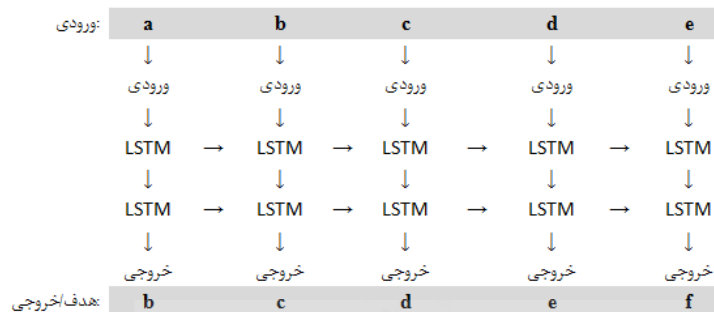 ورودی: a b c d e
↓ ↓ ↓ ↓ ↓
ورودی ورودی ورودی ورودی ورودی
↓ ↓ ↓ ↓ ↓
LSTM → LSTM → LSTM → LSTM → LSTM
↓ ↓ ↓ ↓ ↓
LSTM → LSTM → LSTM → LSTM → LSTM
↓ ↓ ↓ ↓ ↓
خروجی خروجی خروجی خروجی خروجی
هدف/خروجی: b c d e f